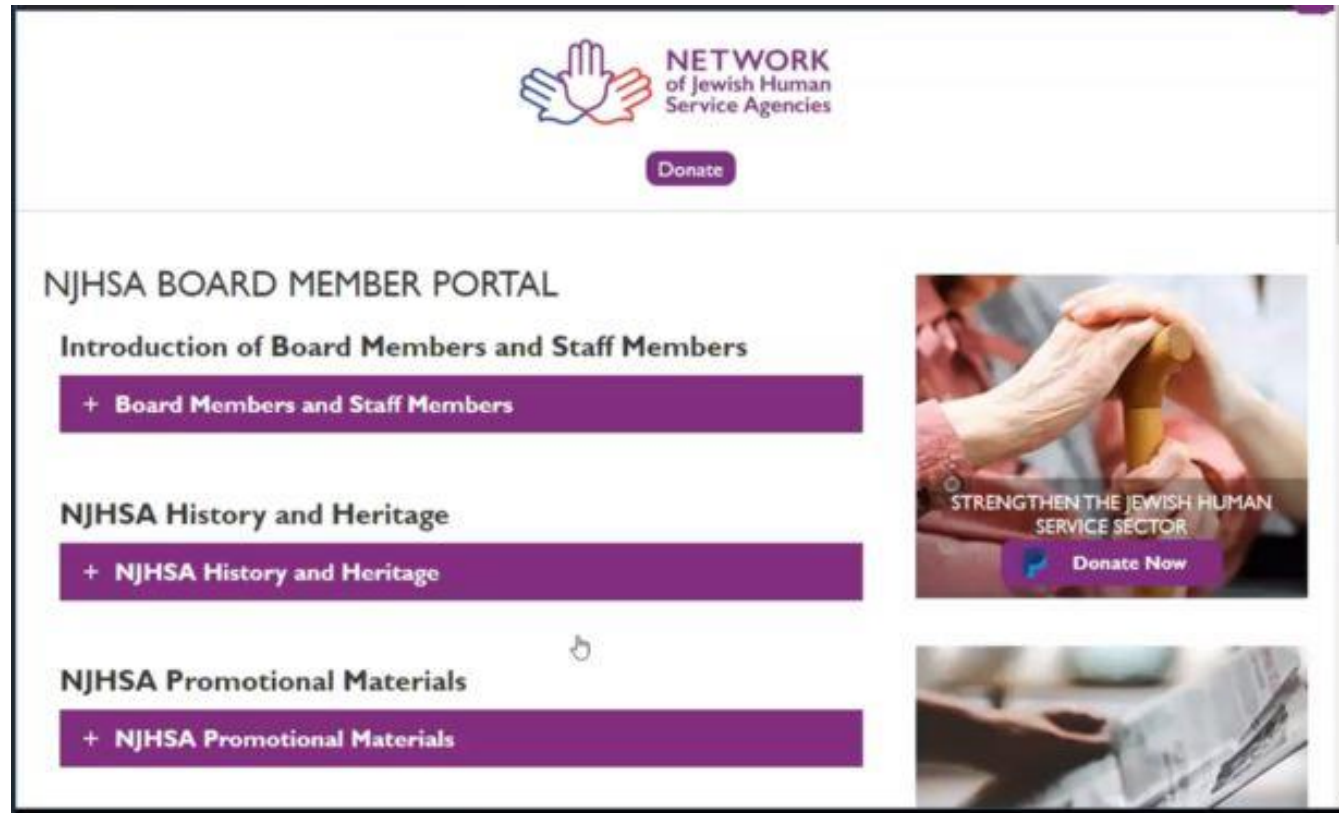 NETWORK
of Jewish Human
Service Agencies
Donate
NJHSA BOARD MEMBER PORTAL
Introduction of Board Members and Staff Members
+ Board Members and Staff Members
NJHSA History and Heritage
+ NJHSA History and Heritage
NJHSA Promotional Materials
+ NJHSA Promotional Materials
STRENGTHEN THE JEWISH HUMAN
SERVICE SECTOR
Donate Now